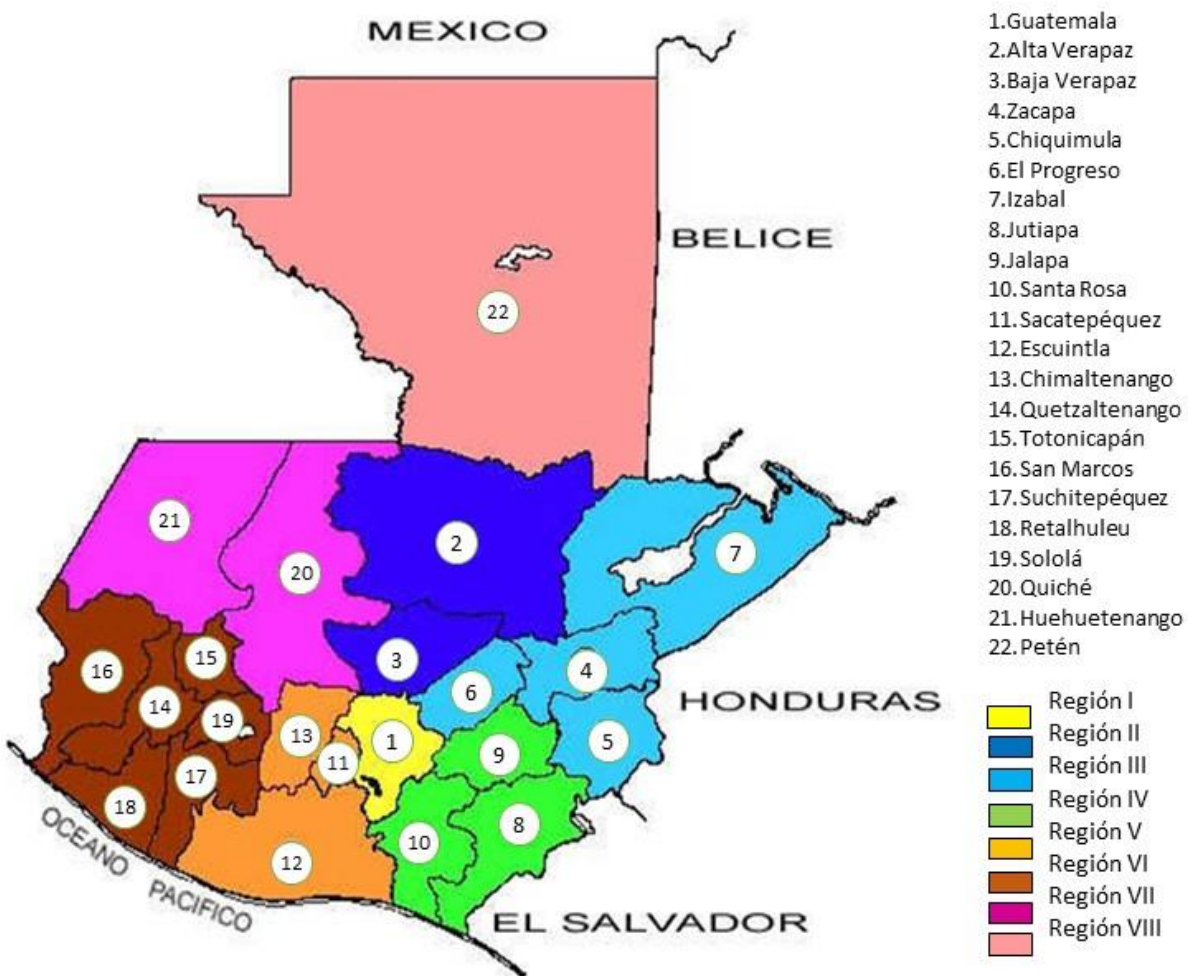 MEXICO
BELICE
HONDURAS
EL SALVADOR
OCEANO PACIFICO
22
21
20
2
7
3
4
16
15
6
14
19
13
1
5
11
9
17
18
10
8
12
1.Guatemala
2.Alta Verapaz
3.Baja Verapaz
4.Zacapa
5.Chiquimula
6.El Progreso
7.Izabal
8.Jutiapa
9.Jalapa
10.Santa Rosa
11.Sacatepéquez
12.Escuintla
13.Chimaltenango
14.Quetzaltenango
15.Totonicapán
16.San Marcos
17.Suchitepéquez
18.Retalhuleu
19.Sololá
20.Quiché
21.Huehuetenango
22.Petén
Región I
Región II
Región III
Región IV
Región V
Región VI
Región VII
Región VIII